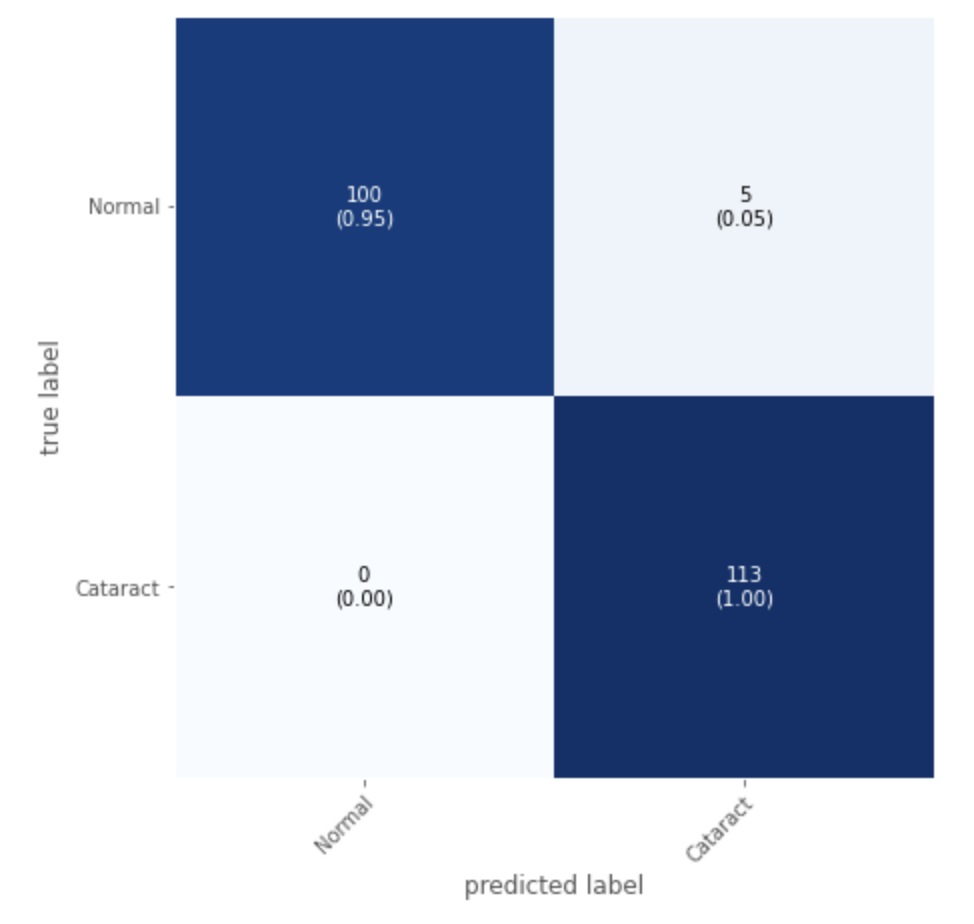 100
(0.95)
5
(0.05)
Normal
true label
0
(0.00)
113
(1.00)
Cataract
Normal
Cataract
predicted label